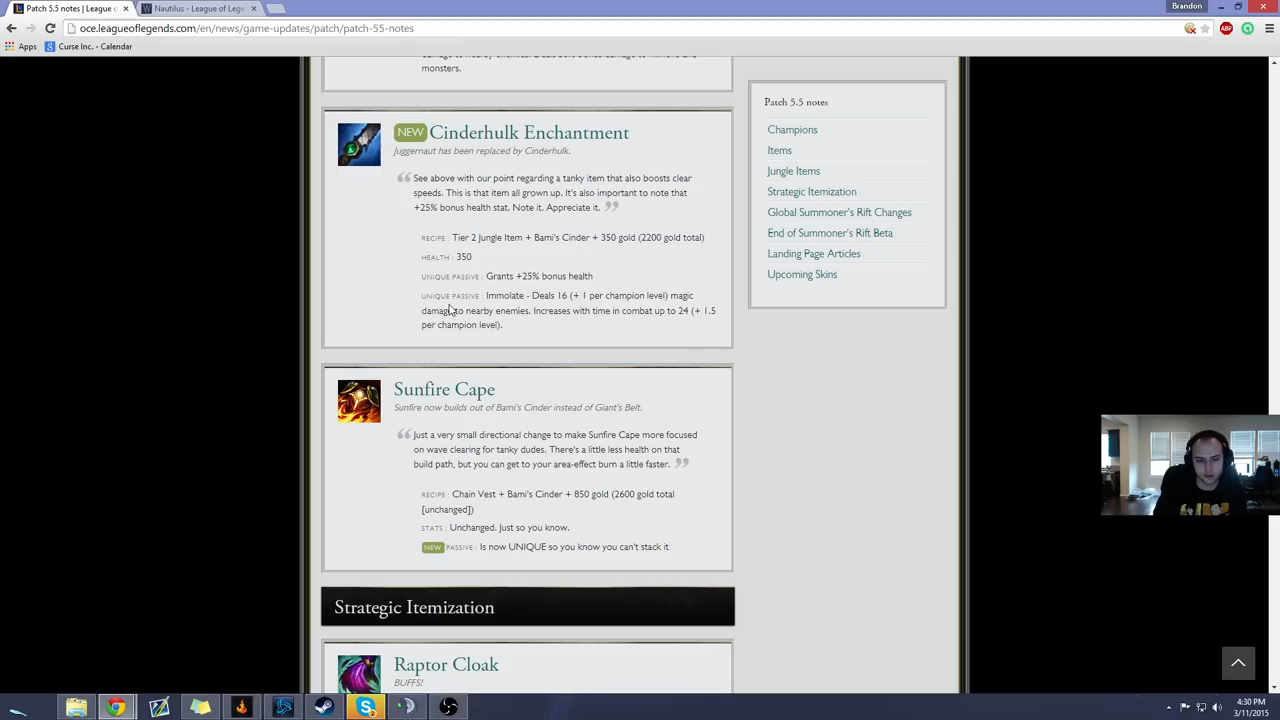 Patch 5.5 notes | League c
Nautilus - League of Lege
Brandon
oce.leagueoflegends.com/en/news/game-updates/patch/patch-55-notes
ABP
Apps
Curse Inc. - Calendar
monsters.
NEW Cinderhulk Enchantment
Juggernaut has been replaced by Cinderhulk.
See above with our point regarding a tanky item that also boosts clear
speeds. This is that item all grown up. It's also important to note that
+25% bonus health stat. Note it. Appreciate it.
RECIPE : Tier 2 Jungle Item + Bami's Cinder + 350 gold (2200 gold total)
HEALTH : 350
UNIQUE PASSIVE : Grants +25% bonus health
UNIQUE PASSIVE : Immolate - Deals 16 (+ 1 per champion level) magic
damage to nearby enemies. Increases with time in combat up to 24 (+ 1.5
per champion level).
Sunfire Cape
Sunfire now builds out of Bami's Cinder instead of Giant's Belt.
Just a very small directional change to make Sunfire Cape more focused
on wave clearing for tanky dudes. There's a little less health on that
build path, but you can get to your area-effect burn a little faster.
RECIPE : Chain Vest + Bami's Cinder + 850 gold (2600 gold total
[unchanged])
STATS : Unchanged. Just so you know.
NEW PASSIVE : Is now UNIQUE so you know you can't stack it
Strategic Itemization
Raptor Cloak
BUFFS!
Patch 5.5 notes
Champions
Items
Jungle Items
Strategic Itemization
Global Summoner's Rift Changes
End of Summoner's Rift Beta
Landing Page Articles
Upcoming Skins
4:30 PM
3/11/2015